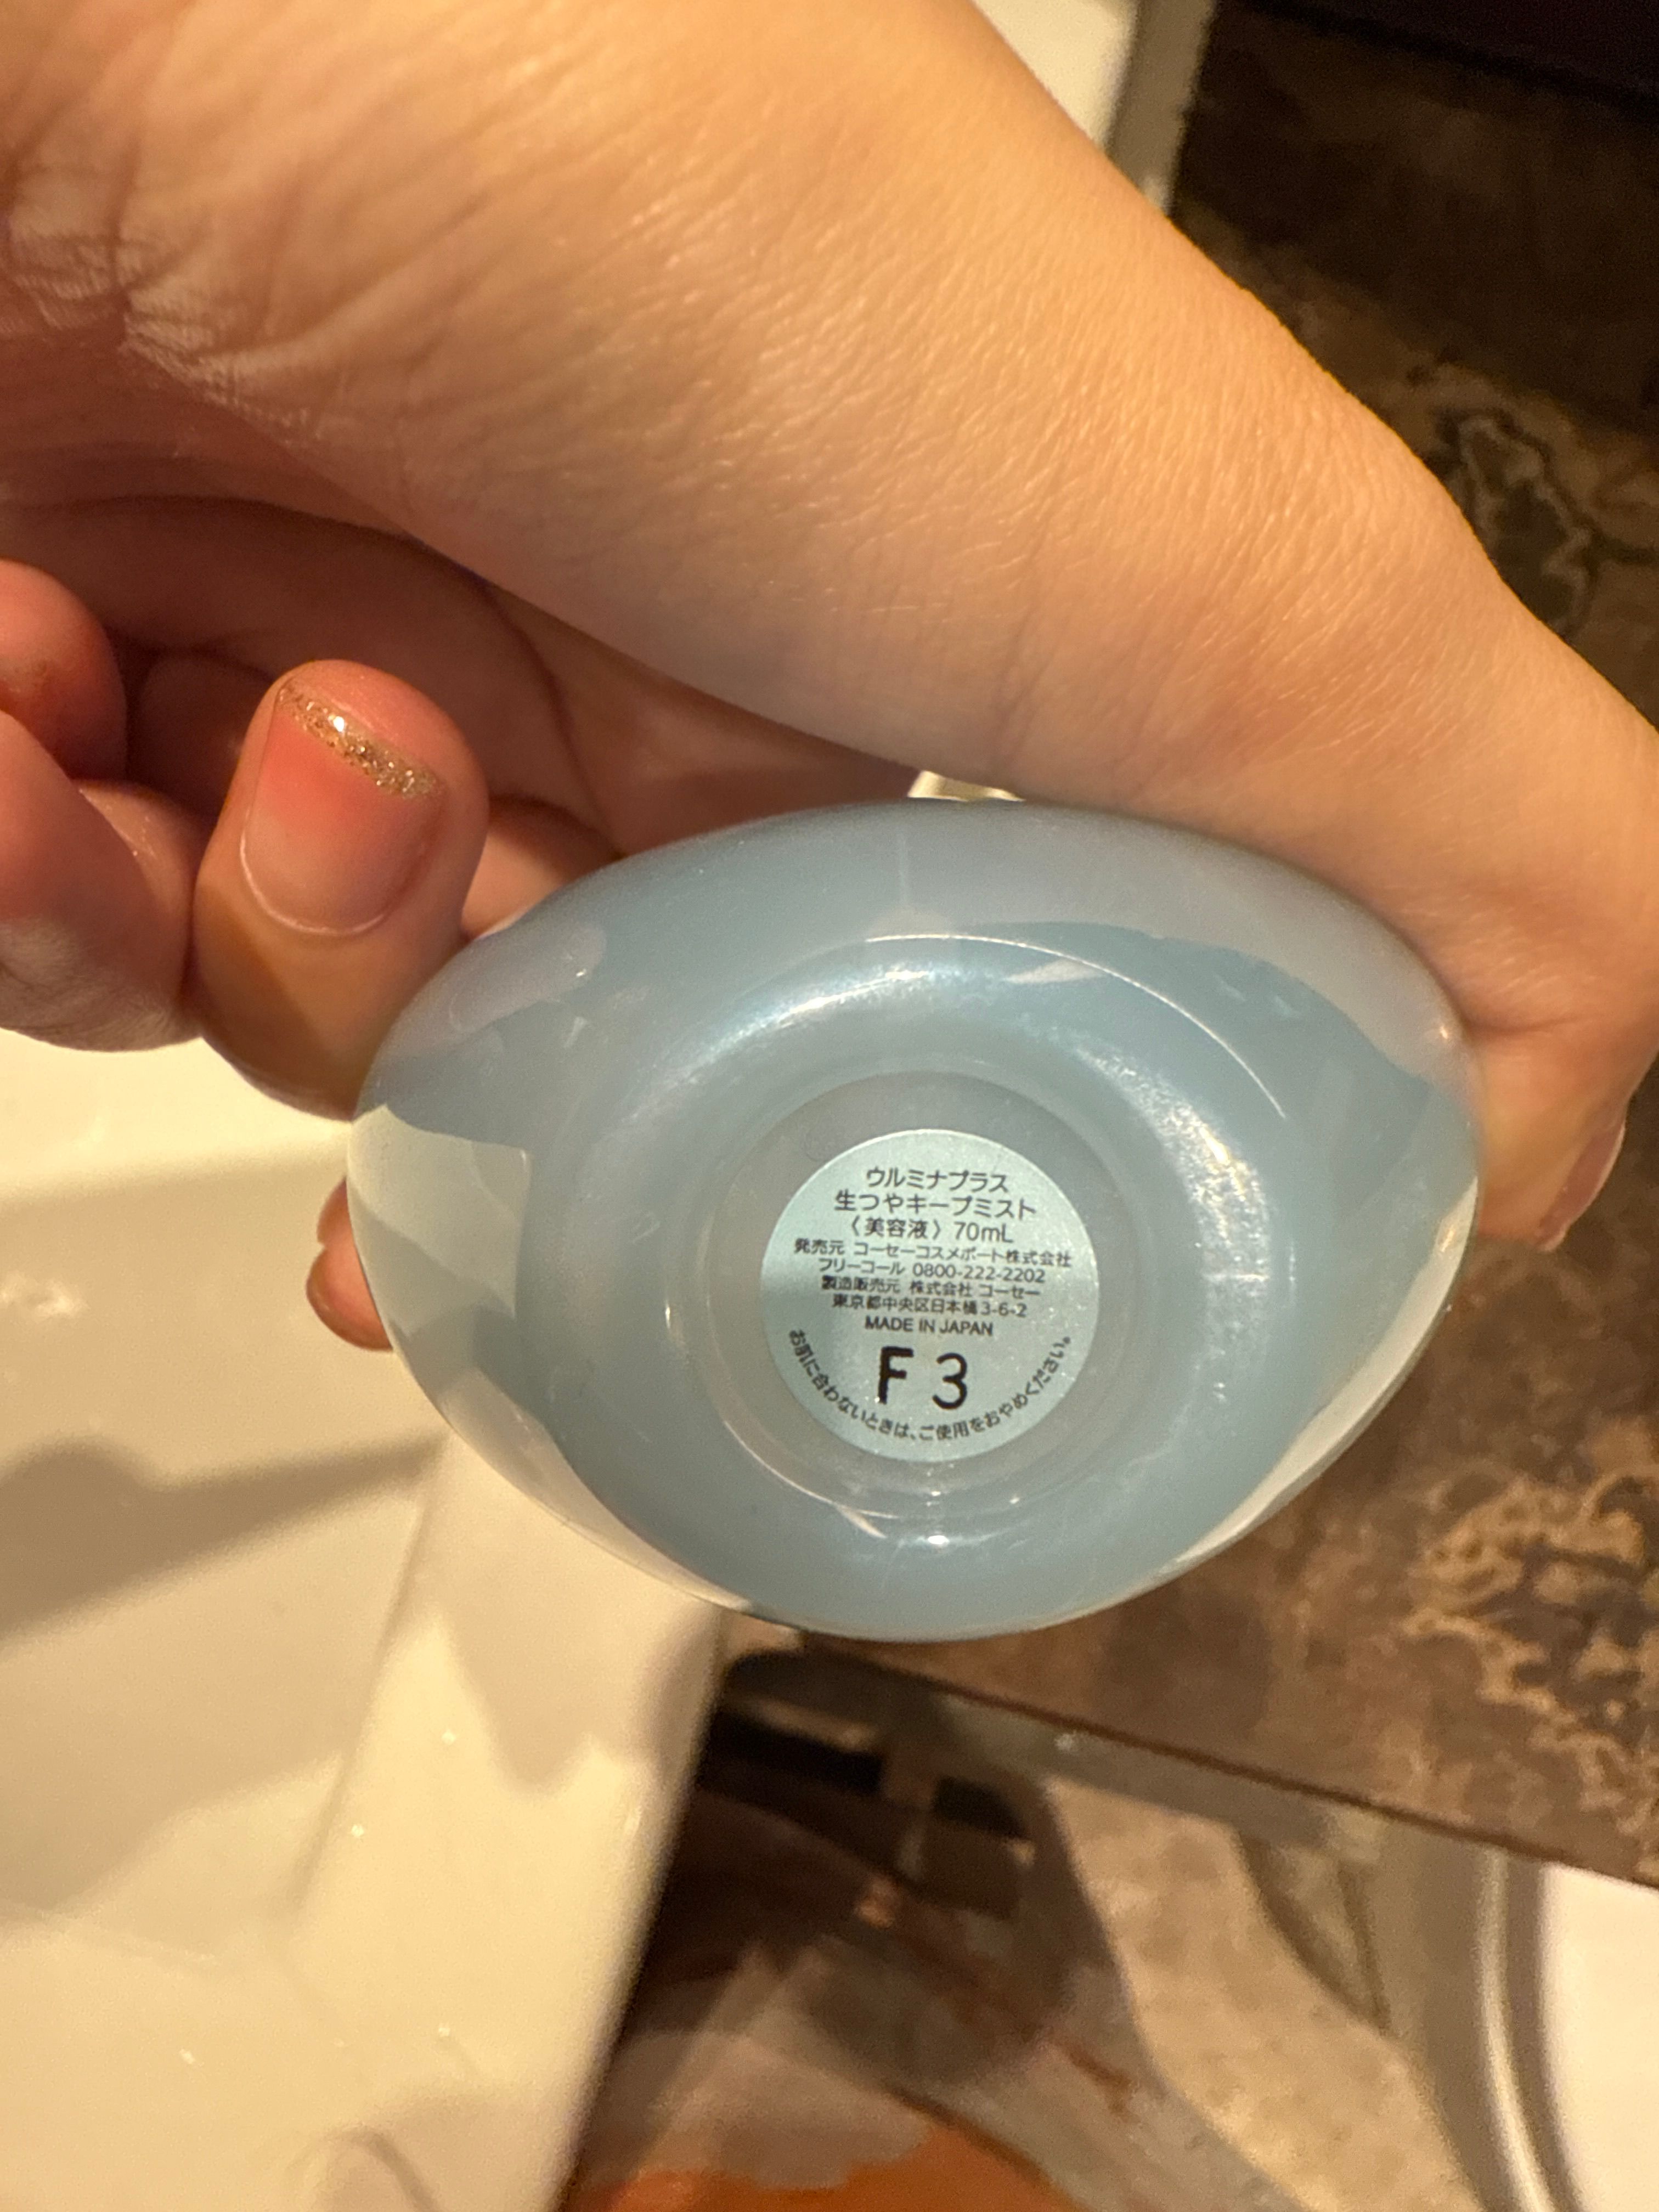 ウルミナプラス
生つやキープミスト
〈美容液〉70mL
発売元 コーセーコスメポート株式会社
フリーコール 0800-222-2202
製造販売元 株式会社 コーセー
東京都中央区日本橋3-6-2
MADE IN JAPAN
F3
お肌に合わないときは、ご使用をおやめください。